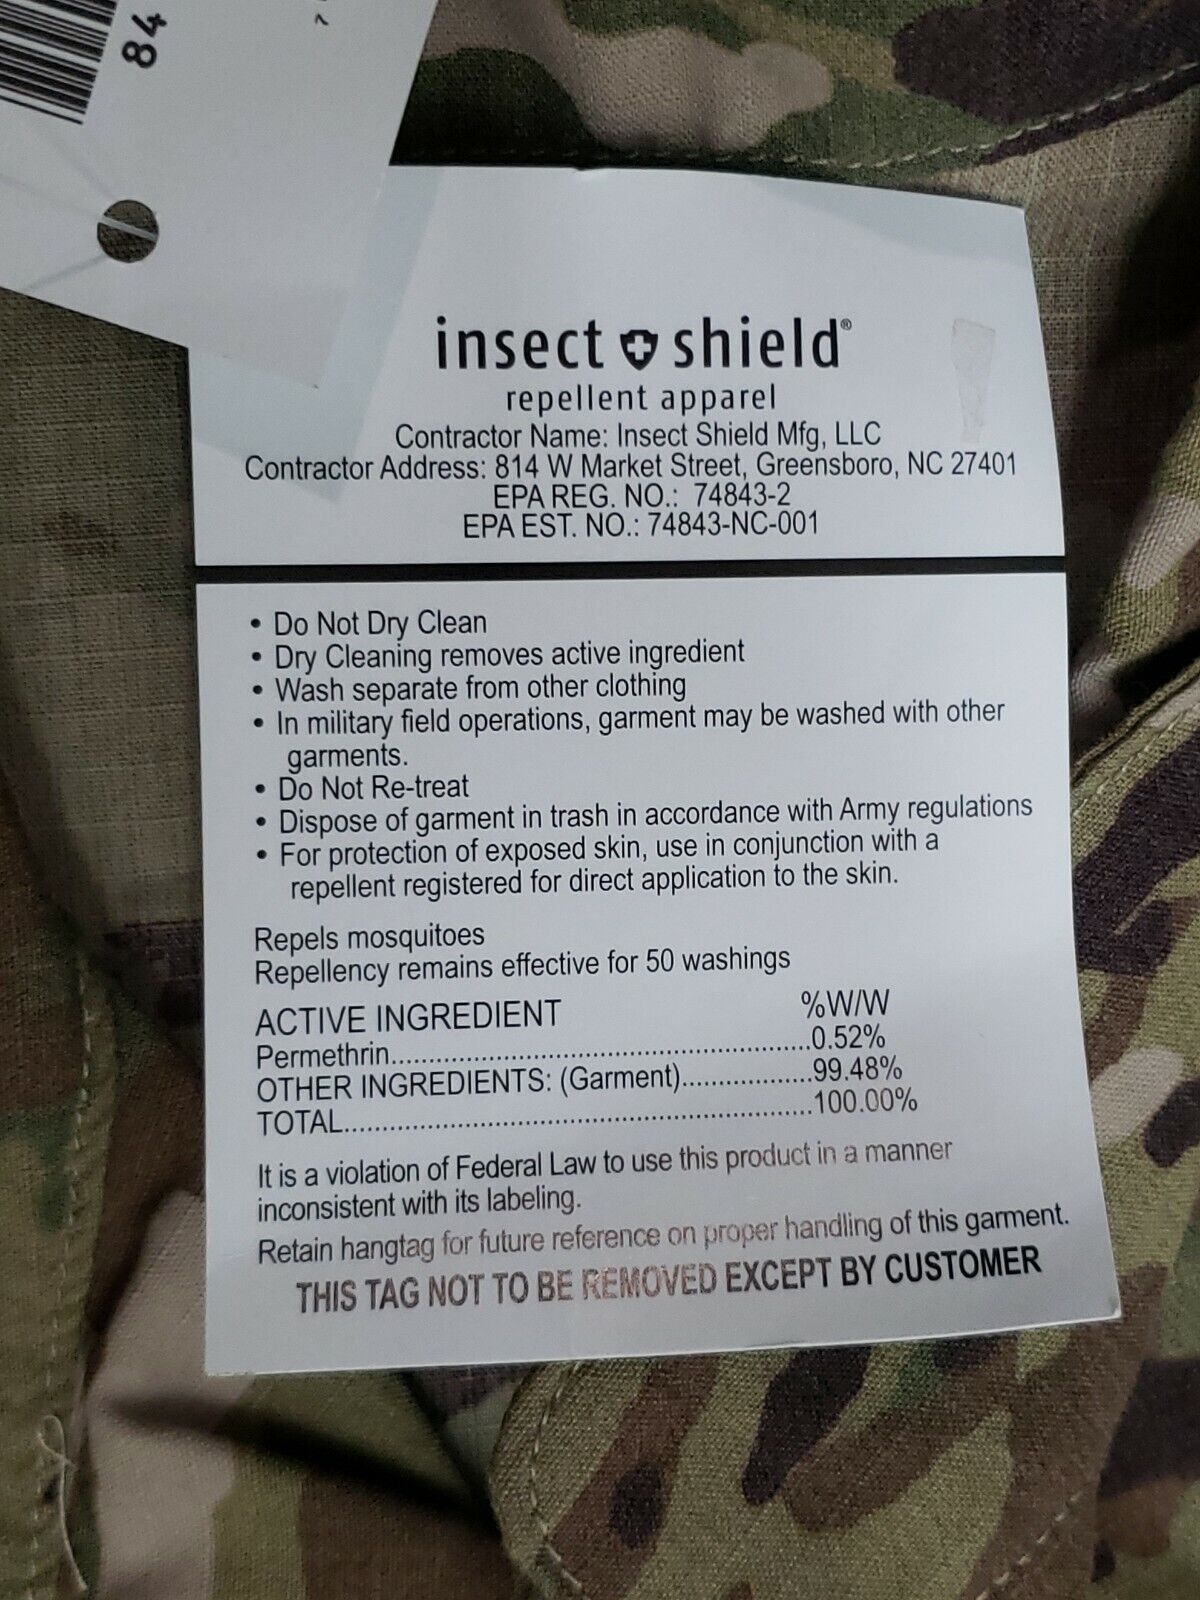 84
insect shield®
repellent apparel
Contractor Name: Insect Shield Mfg, LLC
Contractor Address: 814 W Market Street, Greensboro, NC 27401
EPA REG. NO.: 74843-2
EPA EST. NO.: 74843-NC-001
• Do Not Dry Clean
• Dry Cleaning removes active ingredient
• Wash separate from other clothing
• In military field operations, garment may be washed with other
garments.
• Do Not Re-treat
• Dispose of garment in trash in accordance with Army regulations
• For protection of exposed skin, use in conjunction with a
repellent registered for direct application to the skin.
Repels mosquitoes
Repellency remains effective for 50 washings
ACTIVE INGREDIENT %W/W
Permethrin..........................................................0.52%
OTHER INGREDIENTS: (Garment)...................99.48%
TOTAL................................................................100.00%
It is a violation of Federal Law to use this product in a manner
inconsistent with its labeling.
Retain hangtag for future reference on proper handling of this garment.
THIS TAG NOT TO BE REMOVED EXCEPT BY CUSTOMER